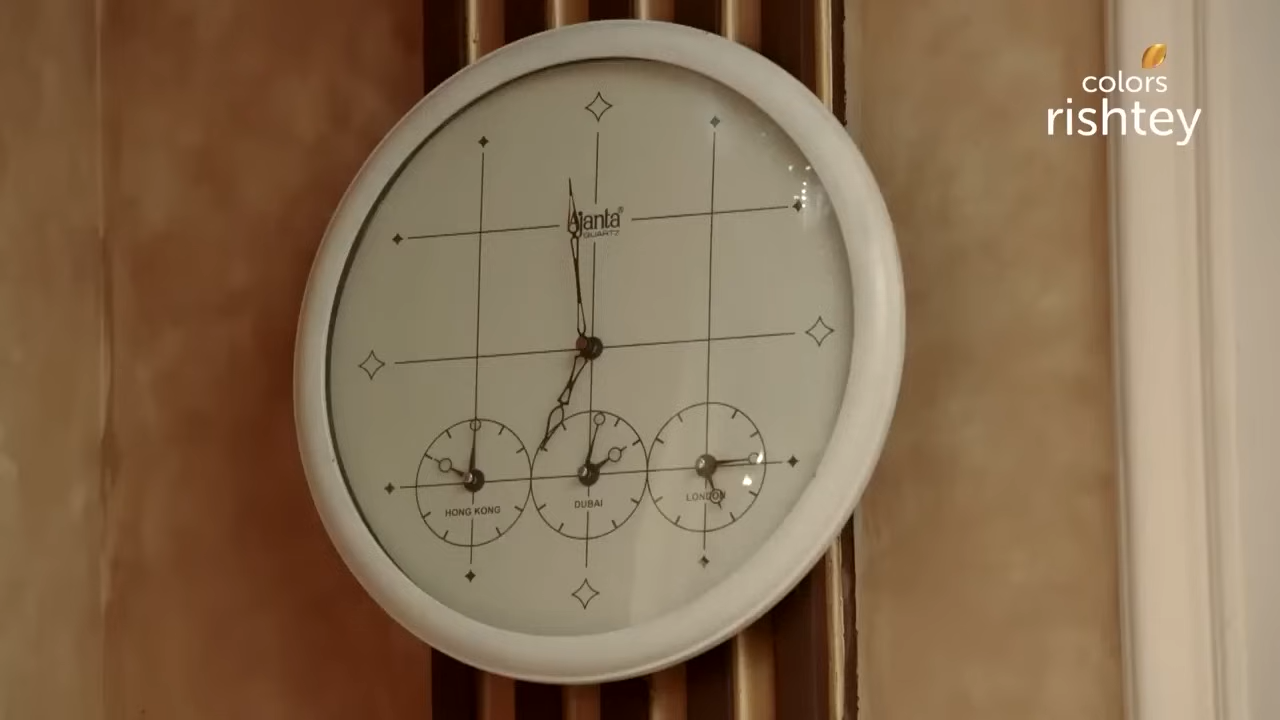 colors
rishtey
Ajanta®
QUARTZ
HONG KONG
DUBAI
LONDON